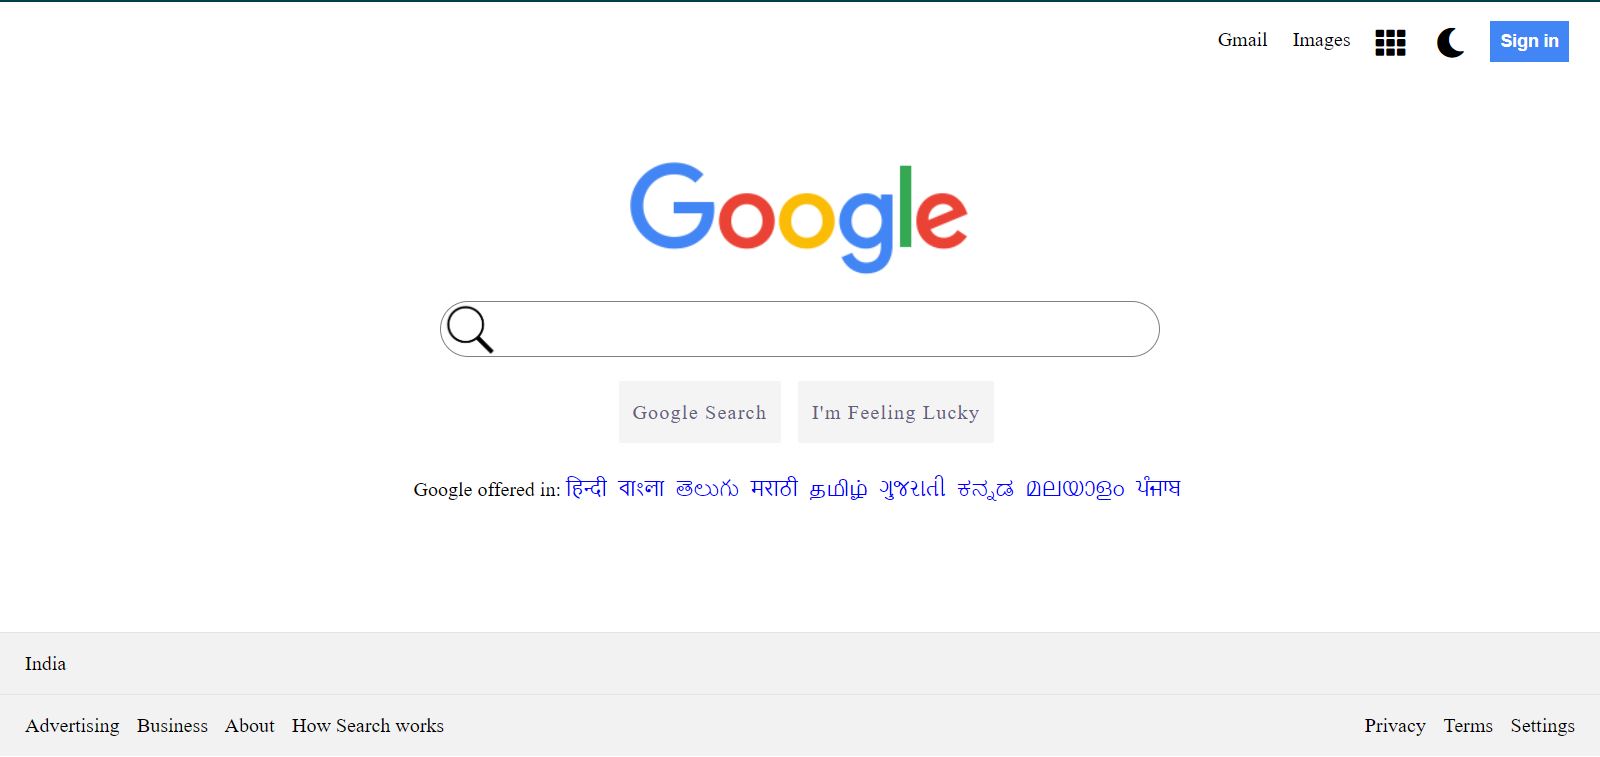 Gmail Images Sign in
Google
Google Search I'm Feeling Lucky
Google offered in: हिन्दी বাংলা తెలుగు मराठी தமிழ் ગુજરાતી ಕನ್ನಡ മലയാളം ਪੰਜਾਬ
India
Advertising Business About How Search works Privacy Terms Settings